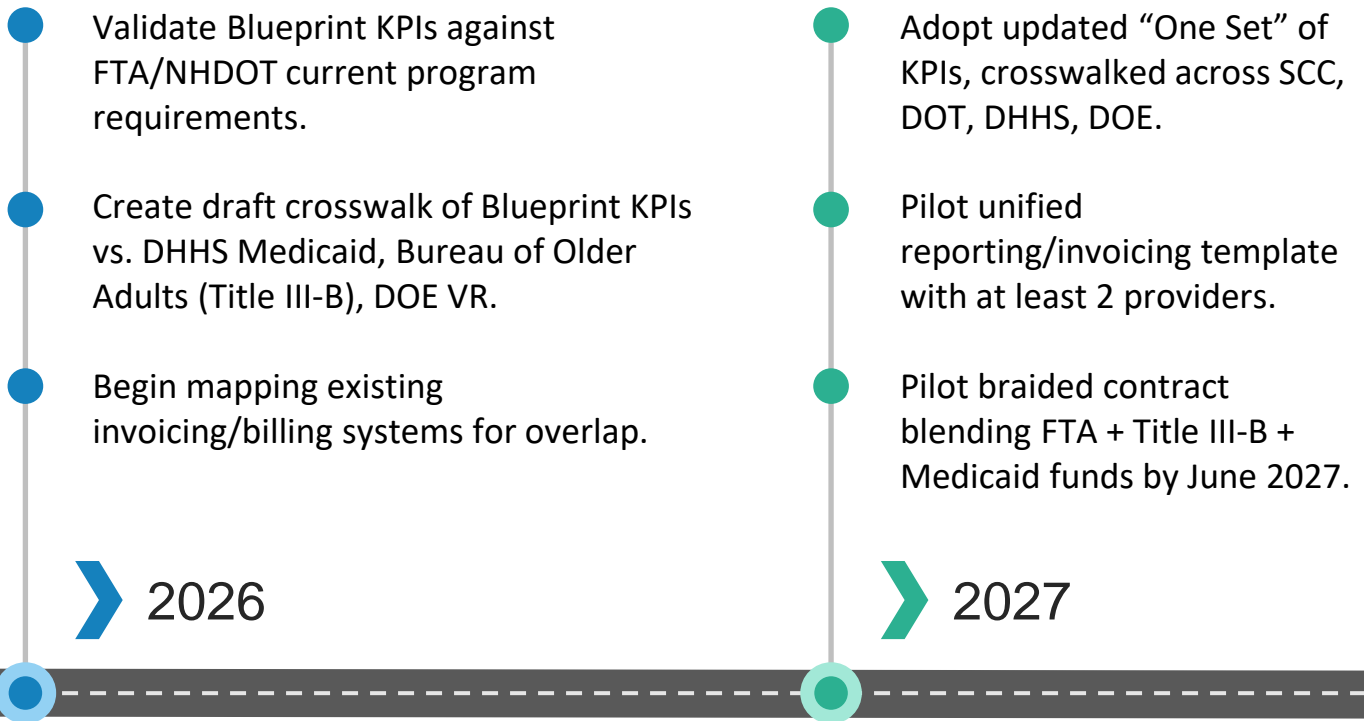 Validate Blueprint KPIs against
FTA/NHDOT current program
requirements.
Create draft crosswalk of Blueprint KPIs
vs. DHHS Medicaid, Bureau of Older
Adults (Title III-B), DOE VR.
Begin mapping existing
invoicing/billing systems for overlap.
2026
Adopt updated “One Set” of
KPIs, crosswalked across SCC,
DOT, DHHS, DOE.
Pilot unified
reporting/invoicing template
with at least 2 providers.
Pilot braided contract
blending FTA + Title III-B +
Medicaid funds by June 2027.
2027